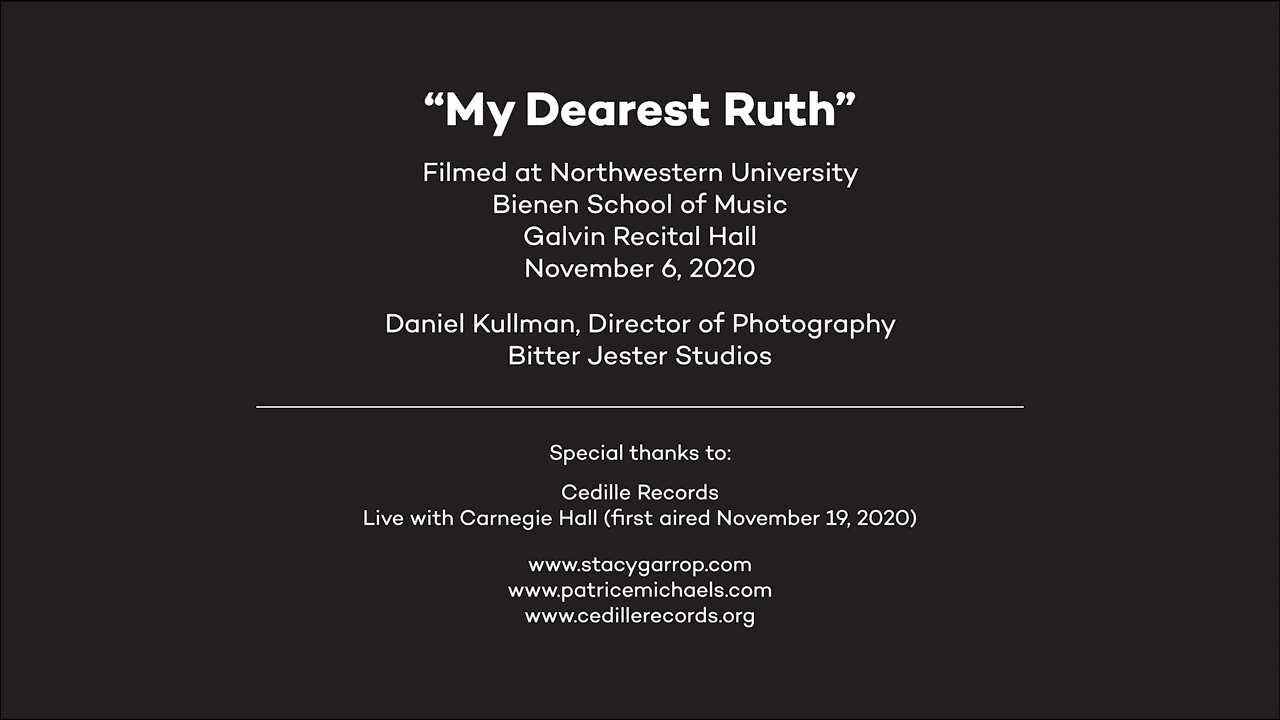 “My Dearest Ruth”
Filmed at Northwestern University
Bienen School of Music
Galvin Recital Hall
November 6, 2020
Daniel Kullman, Director of Photography
Bitter Jester Studios
Special thanks to:
Cedille Records
Live with Carnegie Hall (first aired November 19, 2020)
www.stacygarrop.com
www.patricemichaels.com
www.cedillerecords.org